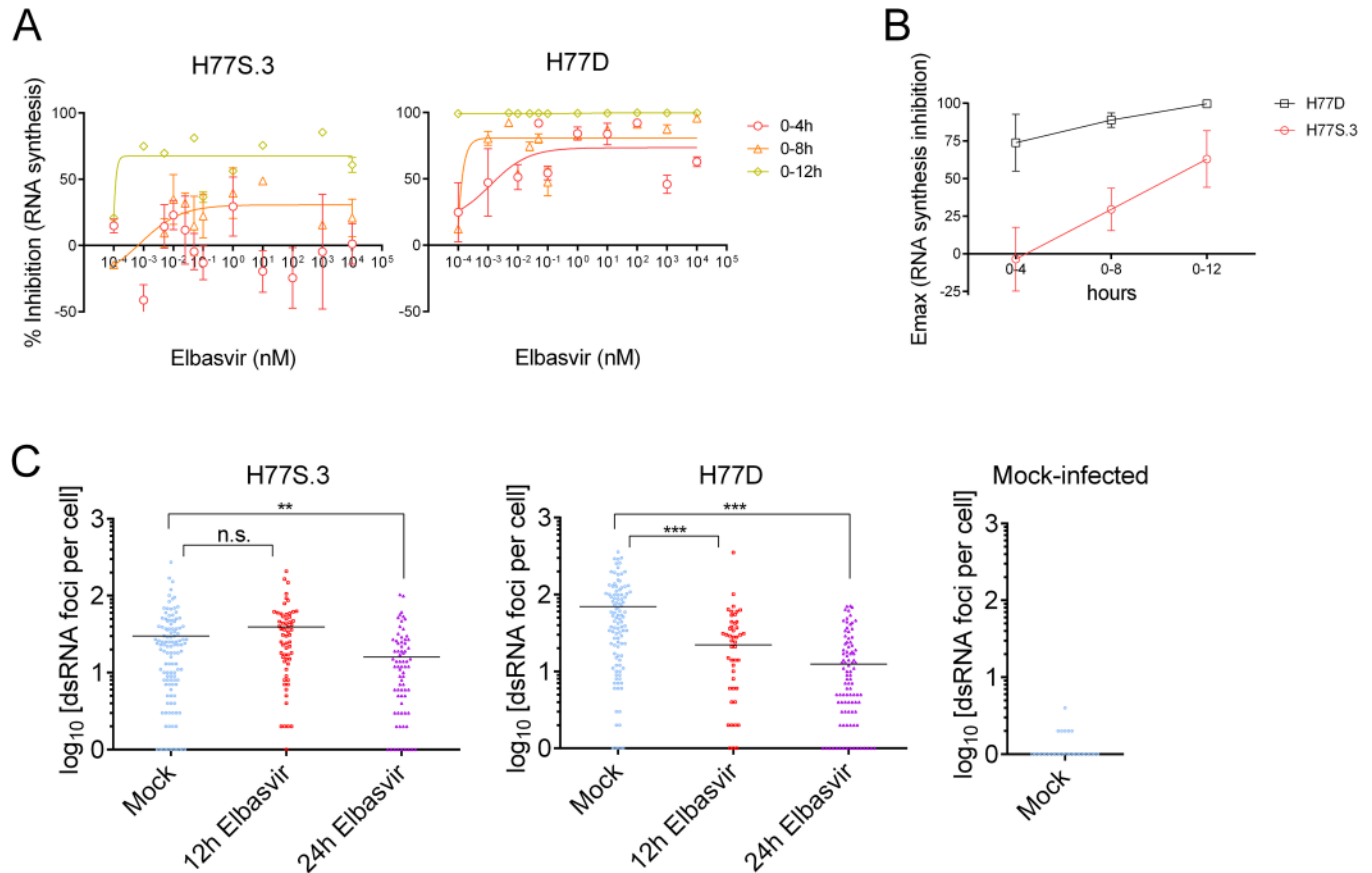 A
H77S.3
H77D
% Inhibition (RNA synthesis)
100
50
0
-50
10⁻⁴ 10⁻³ 10⁻² 10⁻¹ 10⁰ 10¹ 10² 10³ 10⁴ 10⁵
Elbasvir (nM)
100
50
0
-50
10⁻⁴ 10⁻³ 10⁻² 10⁻¹ 10⁰ 10¹ 10² 10³ 10⁴ 10⁵
Elbasvir (nM)
0-4h
0-8h
0-12h
B
Emax (RNA synthesis inhibition)
100
75
50
25
0
-25
0-4 0-8 0-12
hours
H77D
H77S.3
C
H77S.3
log₁₀ [dsRNA foci per cell]
3
2
1
0
**
n.s.
Mock
12h Elbasvir
24h Elbasvir
H77D
log₁₀ [dsRNA foci per cell]
3
2
1
0
***
***
Mock
12h Elbasvir
24h Elbasvir
Mock-infected
log₁₀ [dsRNA foci per cell]
3
2
1
0
Mock